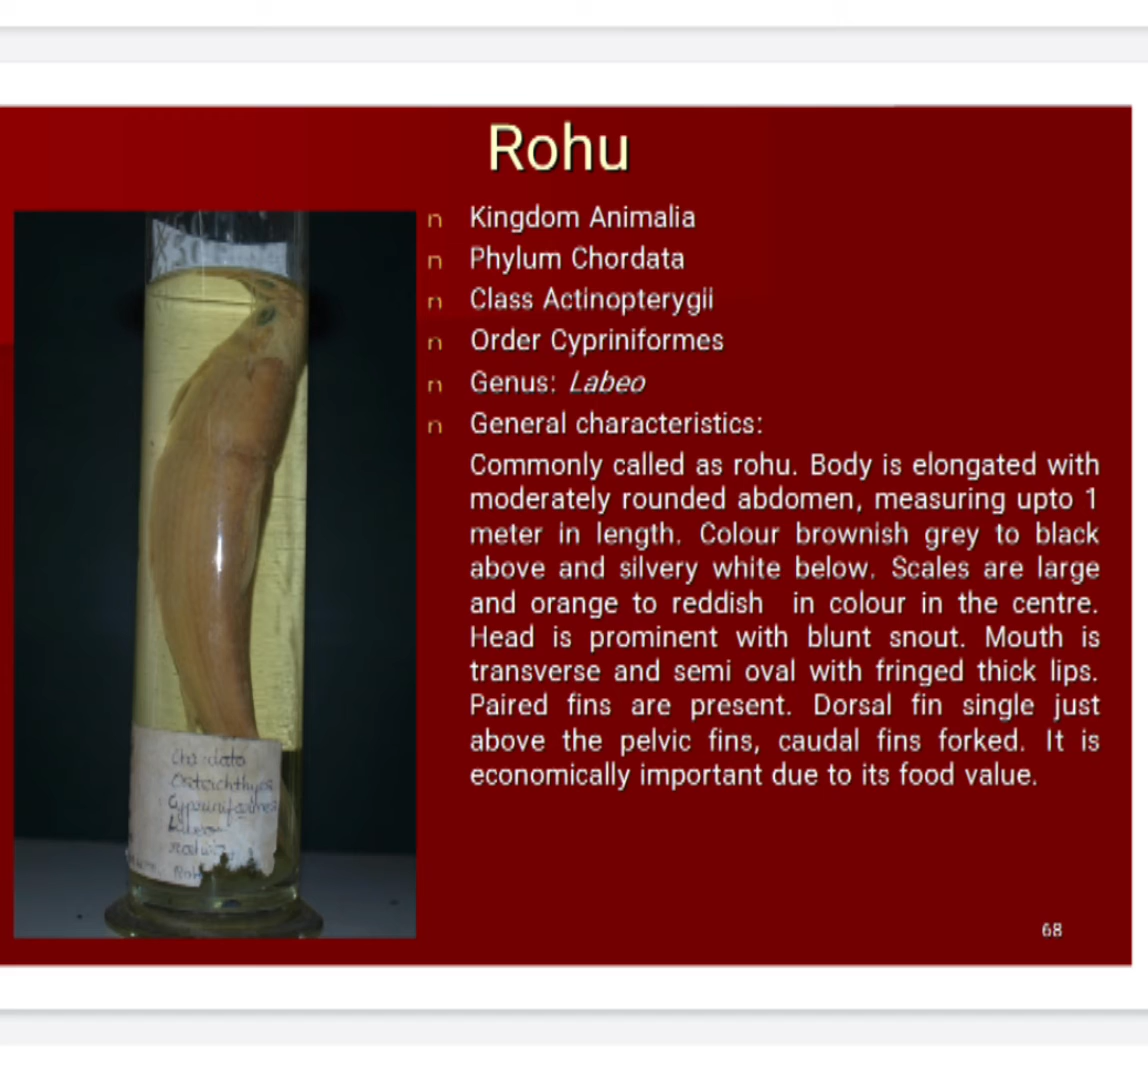 Rohu
n Kingdom Animalia
n Phylum Chordata
n Class Actinopterygii
n Order Cypriniformes
n Genus: Labeo
n General characteristics:
Commonly called as rohu. Body is elongated with
moderately rounded abdomen, measuring upto 1
meter in length. Colour brownish grey to black
above and silvery white below. Scales are large
and orange to reddish in colour in the centre.
Head is prominent with blunt snout. Mouth is
transverse and semi oval with fringed thick lips.
Paired fins are present. Dorsal fin single just
above the pelvic fins, caudal fins forked. It is
economically important due to its food value.
Chordata
68